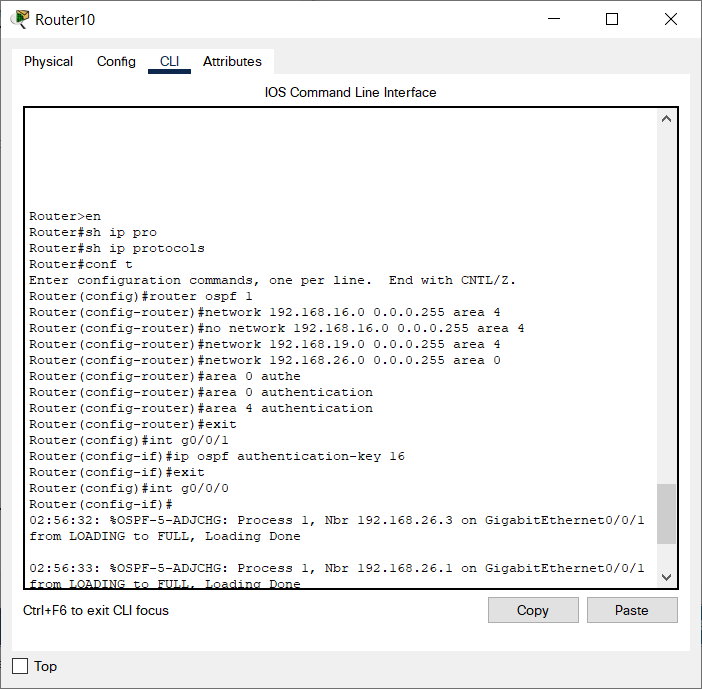 Router10
Physical Config CLI Attributes
IOS Command Line Interface
Router>en
Router#sh ip pro
Router#sh ip protocols
Router#conf t
Enter configuration commands, one per line.  End with CNTL/Z.
Router(config)#router ospf 1
Router(config-router)#network 192.168.16.0 0.0.0.255 area 4
Router(config-router)#no network 192.168.16.0 0.0.0.255 area 4
Router(config-router)#network 192.168.19.0 0.0.0.255 area 4
Router(config-router)#network 192.168.26.0 0.0.0.255 area 0
Router(config-router)#area 0 authe
Router(config-router)#area 0 authentication
Router(config-router)#area 4 authentication
Router(config-router)#exit
Router(config)#int g0/0/1
Router(config-if)#ip ospf authentication-key 16
Router(config-if)#exit
Router(config)#int g0/0/0
Router(config-if)#
02:56:32: %OSPF-5-ADJCHG: Process 1, Nbr 192.168.26.3 on GigabitEthernet0/0/1
from LOADING to FULL, Loading Done
02:56:33: %OSPF-5-ADJCHG: Process 1, Nbr 192.168.26.1 on GigabitEthernet0/0/1
from LOADING to FULL, Loading Done
Ctrl+F6 to exit CLI focus
Copy
Paste
Top